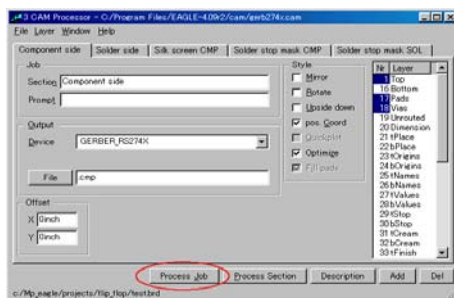 3 CAM Processor - C:/Program Files/EAGLE-4.09r2/cam/gerb274x.cam
File Layer Window Help
Component side Solder side Silk screen CMP Solder stop mask CMP Solder stop mask SOL
Job
Section Component side
Prompt
Output
Device GERBER_RS274X
File .cmp
Offset
X 0inch
Y 0inch
Style
Mirror
Rotate
Upside down
pos. Coord
Quickplot
Optimize
Fill pads
Nr Layer
1 Top
16 Bottom
17 Pads
18 Vias
19 Unrouted
20 Dimension
21 tPlace
22 bPlace
23 tOrigins
24 bOrigins
25 tNames
26 bNames
27 tValues
28 bValues
29 tStop
30 bStop
31 tCream
32 bCream
33 tFinish
Process Job Process Section Description Add Del
c:/Mp_eagle/projects/flip_flop/test.brd